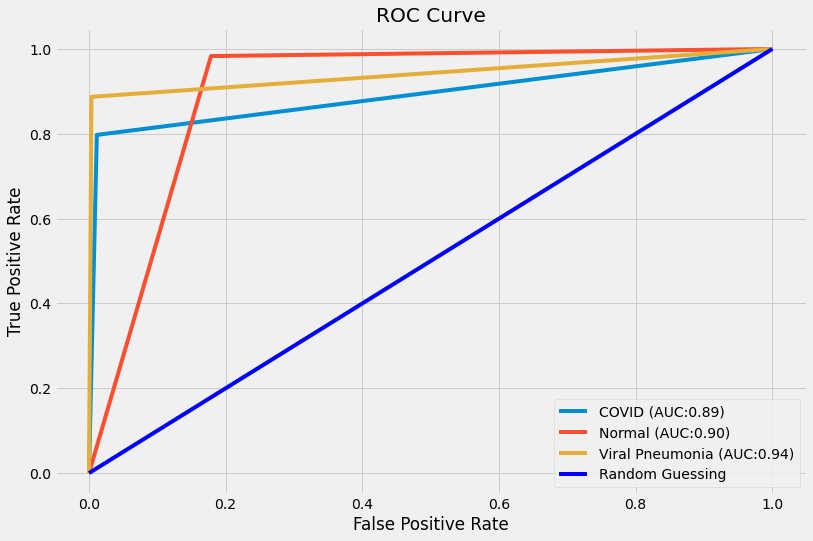 ROC Curve
True Positive Rate
1.0
0.8
0.6
0.4
0.2
0.0
0.0 0.2 0.4 0.6 0.8 1.0
False Positive Rate
COVID (AUC:0.89)
Normal (AUC:0.90)
Viral Pneumonia (AUC:0.94)
Random Guessing